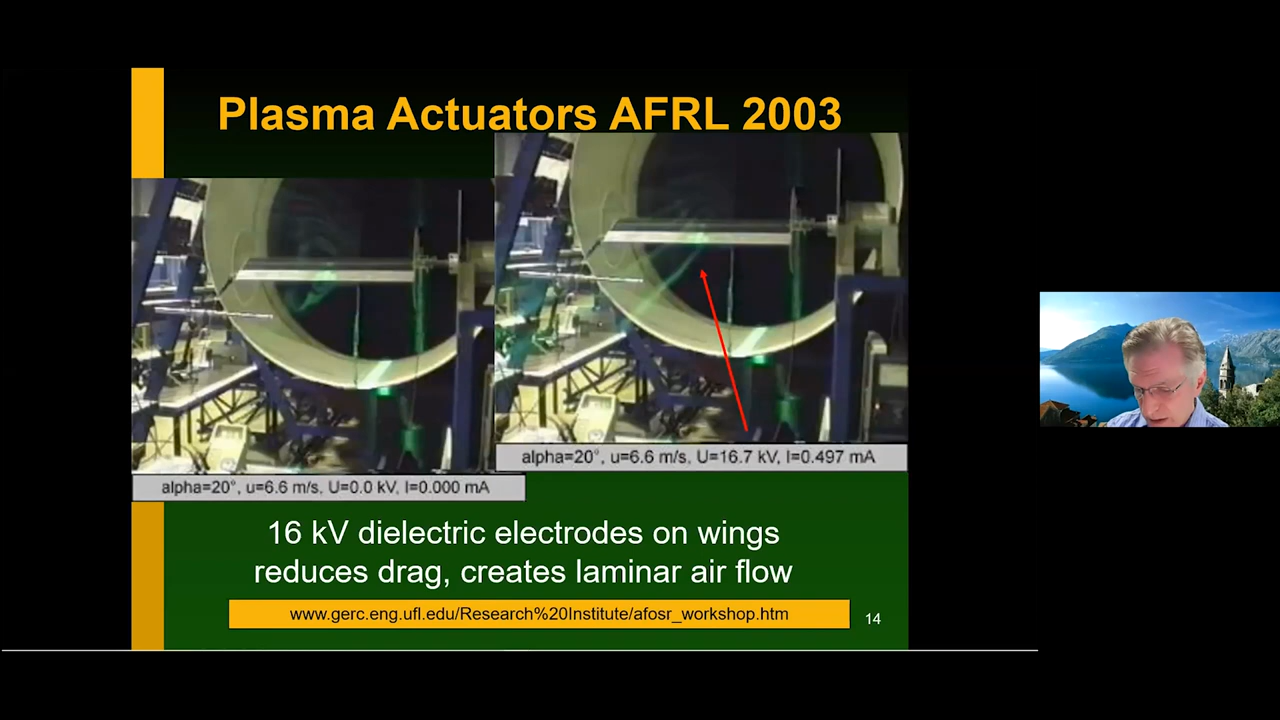 Plasma Actuators AFRL 2003
alpha=20°, u=6.6 m/s, U=16.7 kV, I=0.497 mA
alpha=20°, u=6.6 m/s, U=0.0 kV, I=0.000 mA
16 kV dielectric electrodes on wings
reduces drag, creates laminar air flow
www.gerc.eng.ufl.edu/Research%20Institute/afosr_workshop.htm
14